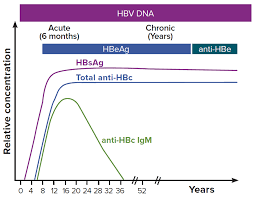 HBV DNA
Acute
(6 months)
Chronic
(Years)
HBeAg
anti-HBe
HBsAg
Total anti-HBc
anti-HBc IgM
Relative concentration
0 4 8 12 16 20 24 28 32 36 52 Years